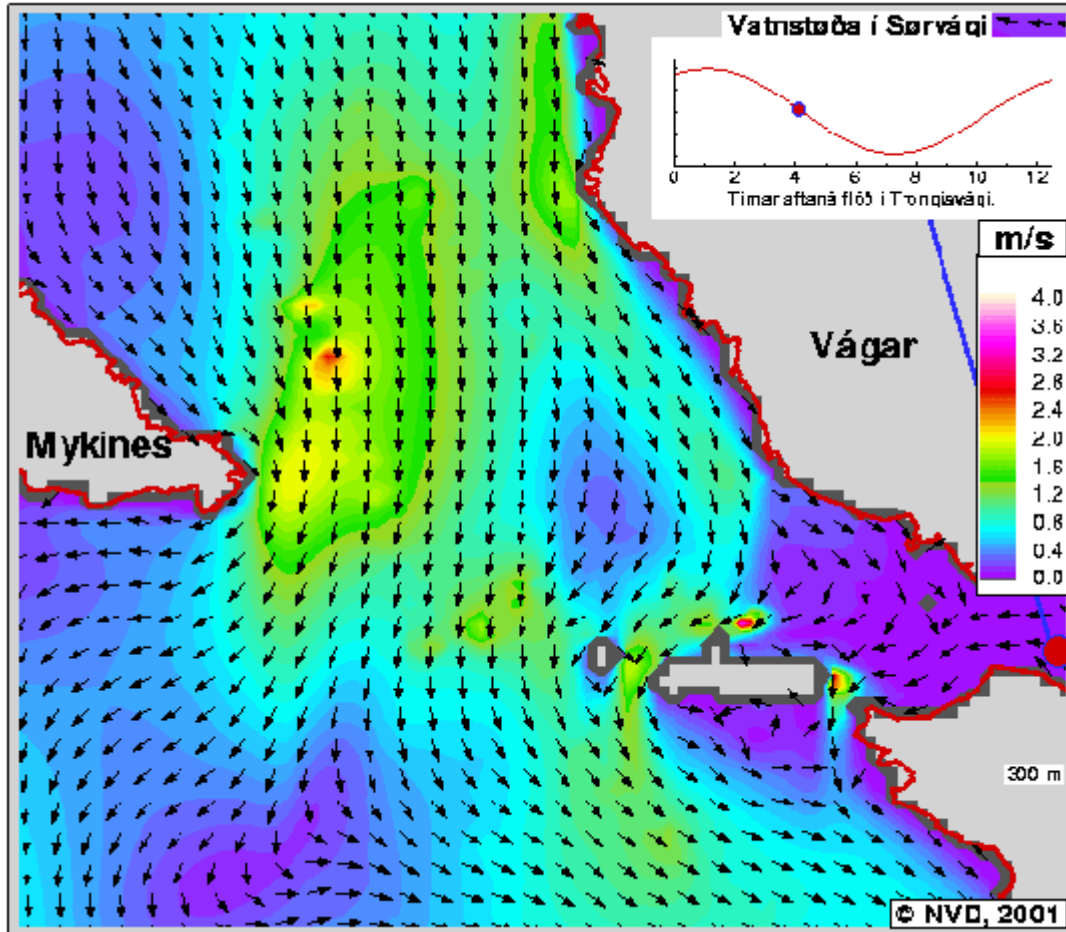 Vatnstøða í Sørvági
0 2 4 6 8 10 12
Tímar aftaná flóð í Trongisvági.
m/s
4.0
3.6
3.2
2.8
2.4
2.0
1.6
1.2
0.8
0.4
0.0
Vágar
Mykines
300 m
© NVD, 2001